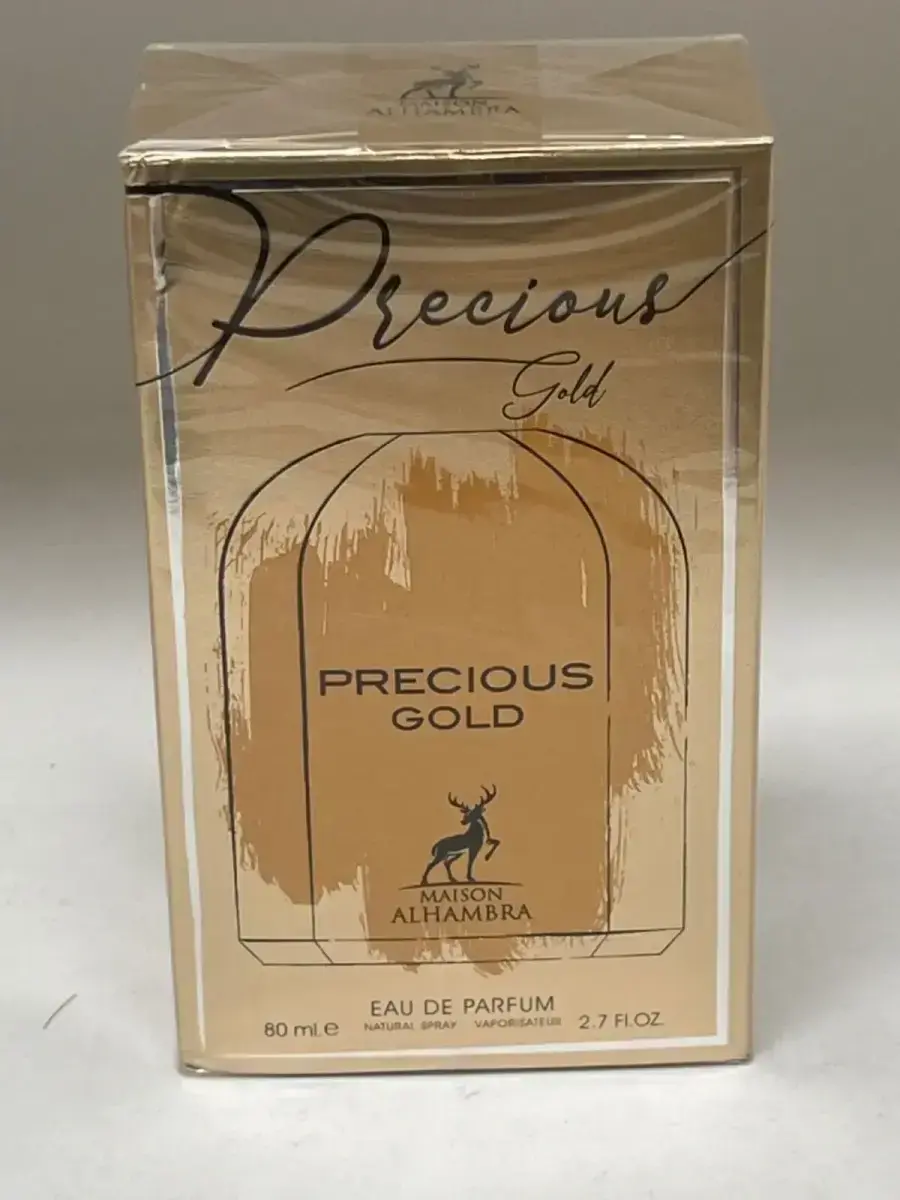 MAISON
ALHAMBRA
Precious
Gold
PRECIOUS
GOLD
MAISON
ALHAMBRA
EAU DE PARFUM
80 ml.e NATURAL SPRAY VAPORISATEUR 2.7 Fl.OZ.